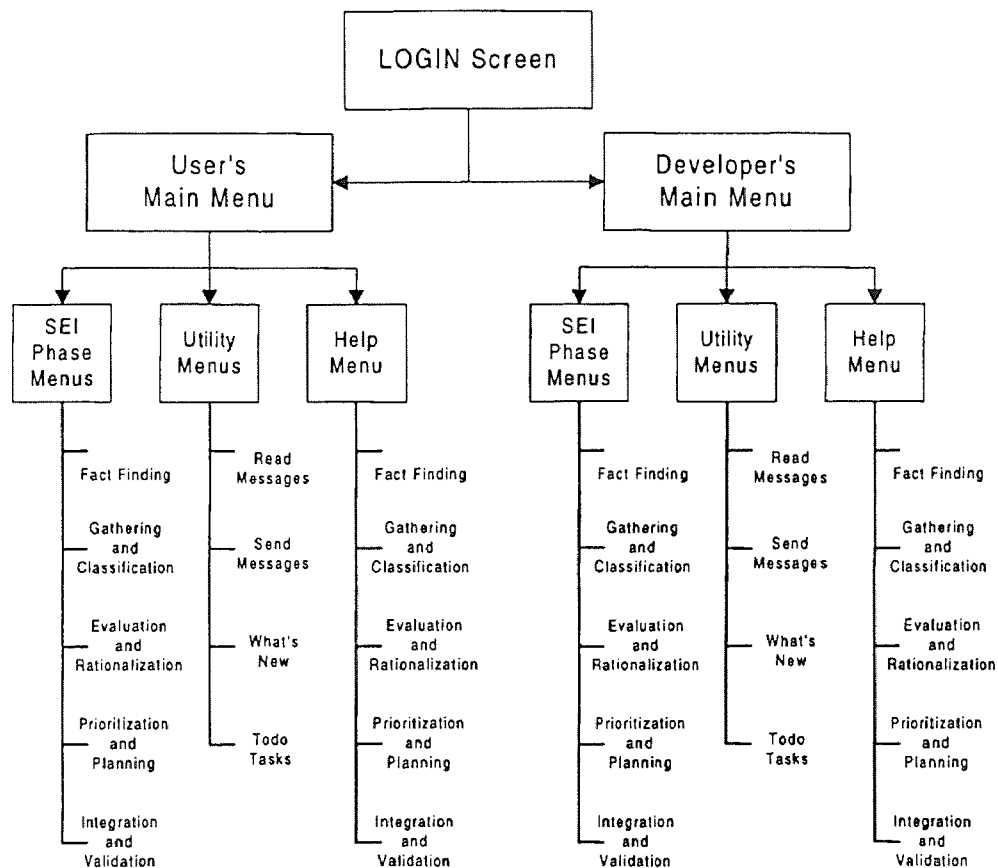 LOGIN Screen
User's
Main Menu
Developer's
Main Menu
SEI
Phase
Menus
Utility
Menus
Help
Menu
SEI
Phase
Menus
Utility
Menus
Help
Menu
Fact Finding
Gathering
and
Classification
Evaluation
and
Rationalization
Prioritization
and
Planning
Integration
and
Validation
Read
Messages
Send
Messages
What's
New
Todo
Tasks
Fact Finding
Gathering
and
Classification
Evaluation
and
Rationalization
Prioritization
and
Planning
Integration
and
Validation
Fact Finding
Gathering
and
Classification
Evaluation
and
Rationalization
Prioritization
and
Planning
Integration
and
Validation
Read
Messages
Send
Messages
What's
New
Todo
Tasks
Fact Finding
Gathering
and
Classification
Evaluation
and
Rationalization
Prioritization
and
Planning
Integration
and
Validation